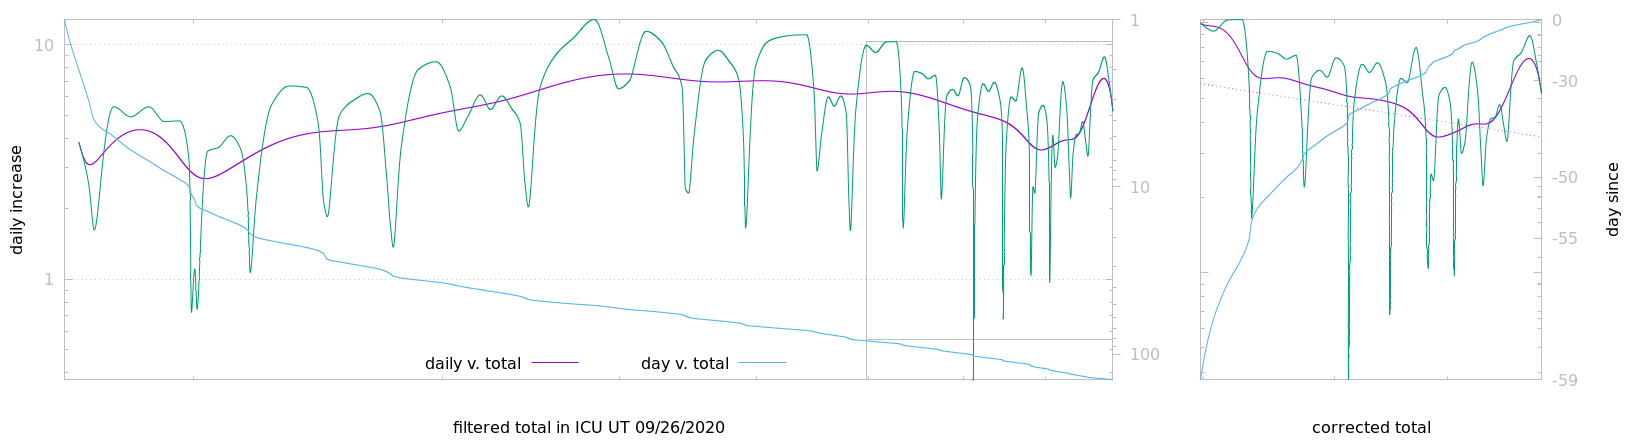 daily increase
10
1
daily v. total
day v. total
1
10
100
filtered total in ICU UT 09/26/2020
0
-30
-50
-55
-59
day since
corrected total